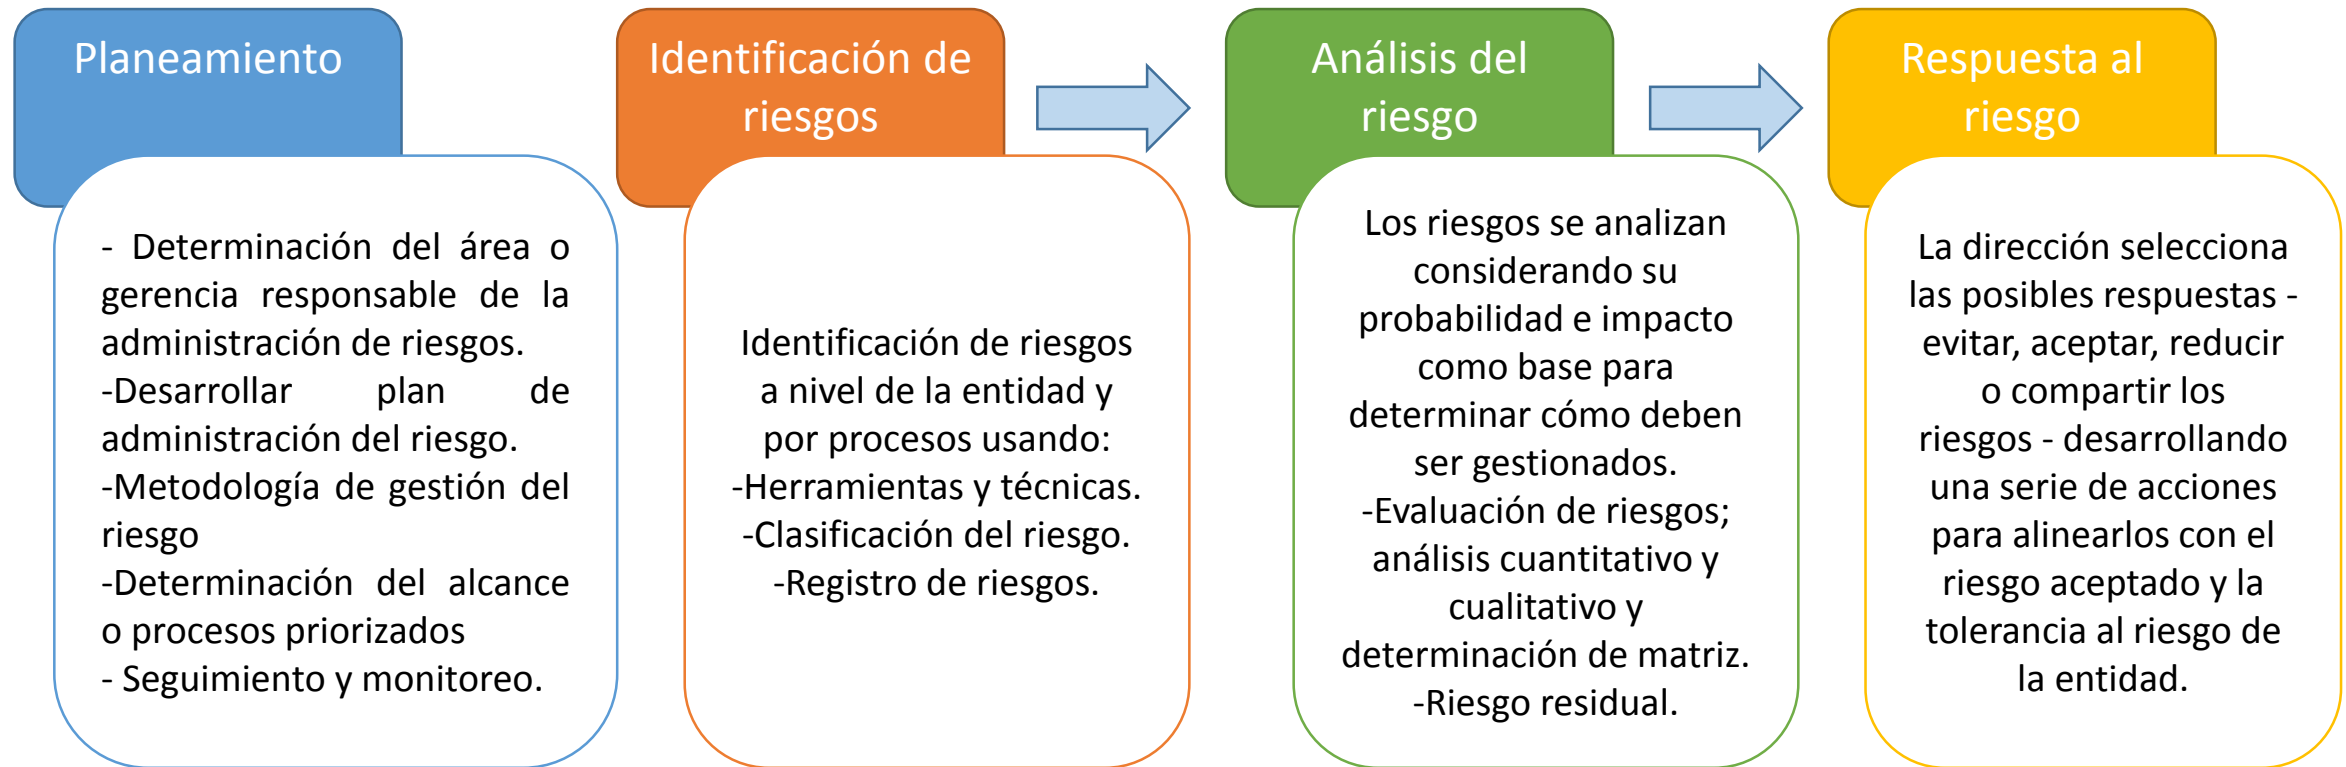 Planeamiento
- Determinación del área o
gerencia responsable de la
administración de riesgos.
-Desarrollar plan de
administración del riesgo.
-Metodología de gestión del
riesgo
-Determinación del alcance
o procesos priorizados
- Seguimiento y monitoreo.
Identificación de
riesgos
Identificación de riesgos
a nivel de la entidad y
por procesos usando:
-Herramientas y técnicas.
-Clasificación del riesgo.
-Registro de riesgos.
Análisis del
riesgo
Los riesgos se analizan
considerando su
probabilidad e impacto
como base para
determinar cómo deben
ser gestionados.
-Evaluación de riesgos;
análisis cuantitativo y
cualitativo y
determinación de matriz.
-Riesgo residual.
Respuesta al
riesgo
La dirección selecciona
las posibles respuestas -
evitar, aceptar, reducir
o compartir los
riesgos - desarrollando
una serie de acciones
para alinearlos con el
riesgo aceptado y la
tolerancia al riesgo de
la entidad.